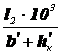 l₂ · 10³
b' + h'ₖ